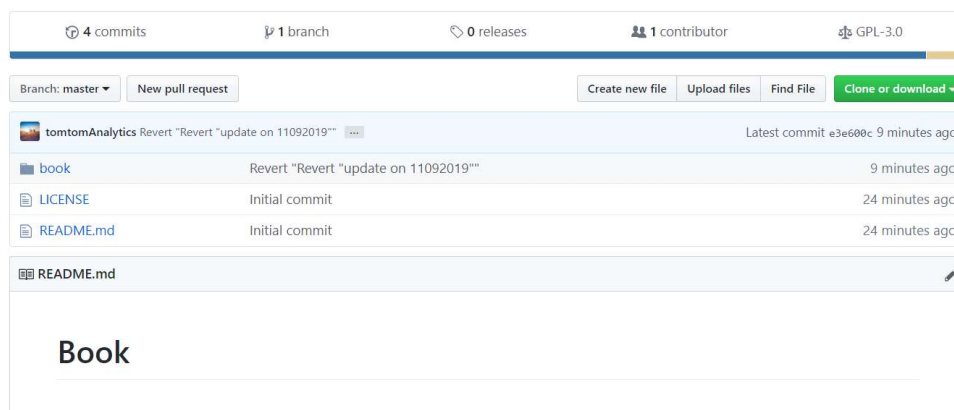 4 commits 1 branch 0 releases 1 contributor GPL-3.0
Branch: master New pull request Create new file Upload files Find File Clone or download
tomtomAnalytics Revert "Revert "update on 11092019"" ... Latest commit e3e600c 9 minutes ago
book Revert "Revert "update on 11092019"" 9 minutes ago
LICENSE Initial commit 24 minutes ago
README.md Initial commit 24 minutes ago
README.md
Book